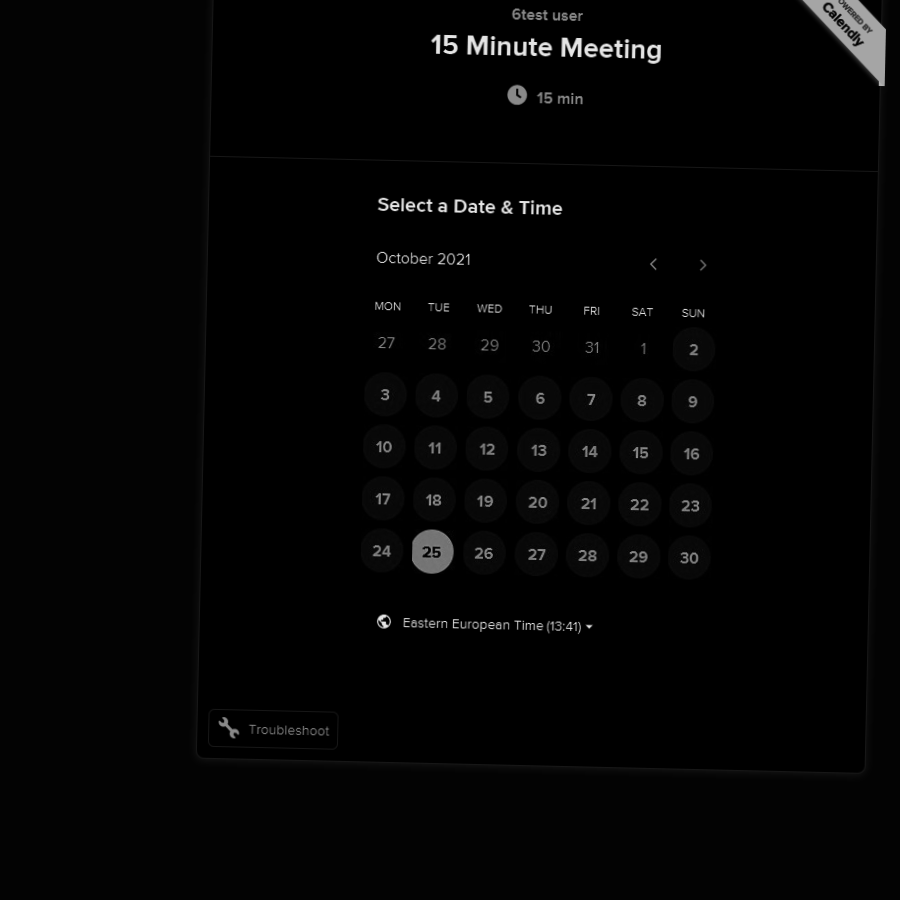 6test user
15 Minute Meeting
15 min
POWERED BY
Calendly
Select a Date & Time
October 2021
MON TUE WED THU FRI SAT SUN
27 28 29 30 31 1 2
3 4 5 6 7 8 9
10 11 12 13 14 15 16
17 18 19 20 21 22 23
24 25 26 27 28 29 30
Eastern European Time (13:41)
Troubleshoot